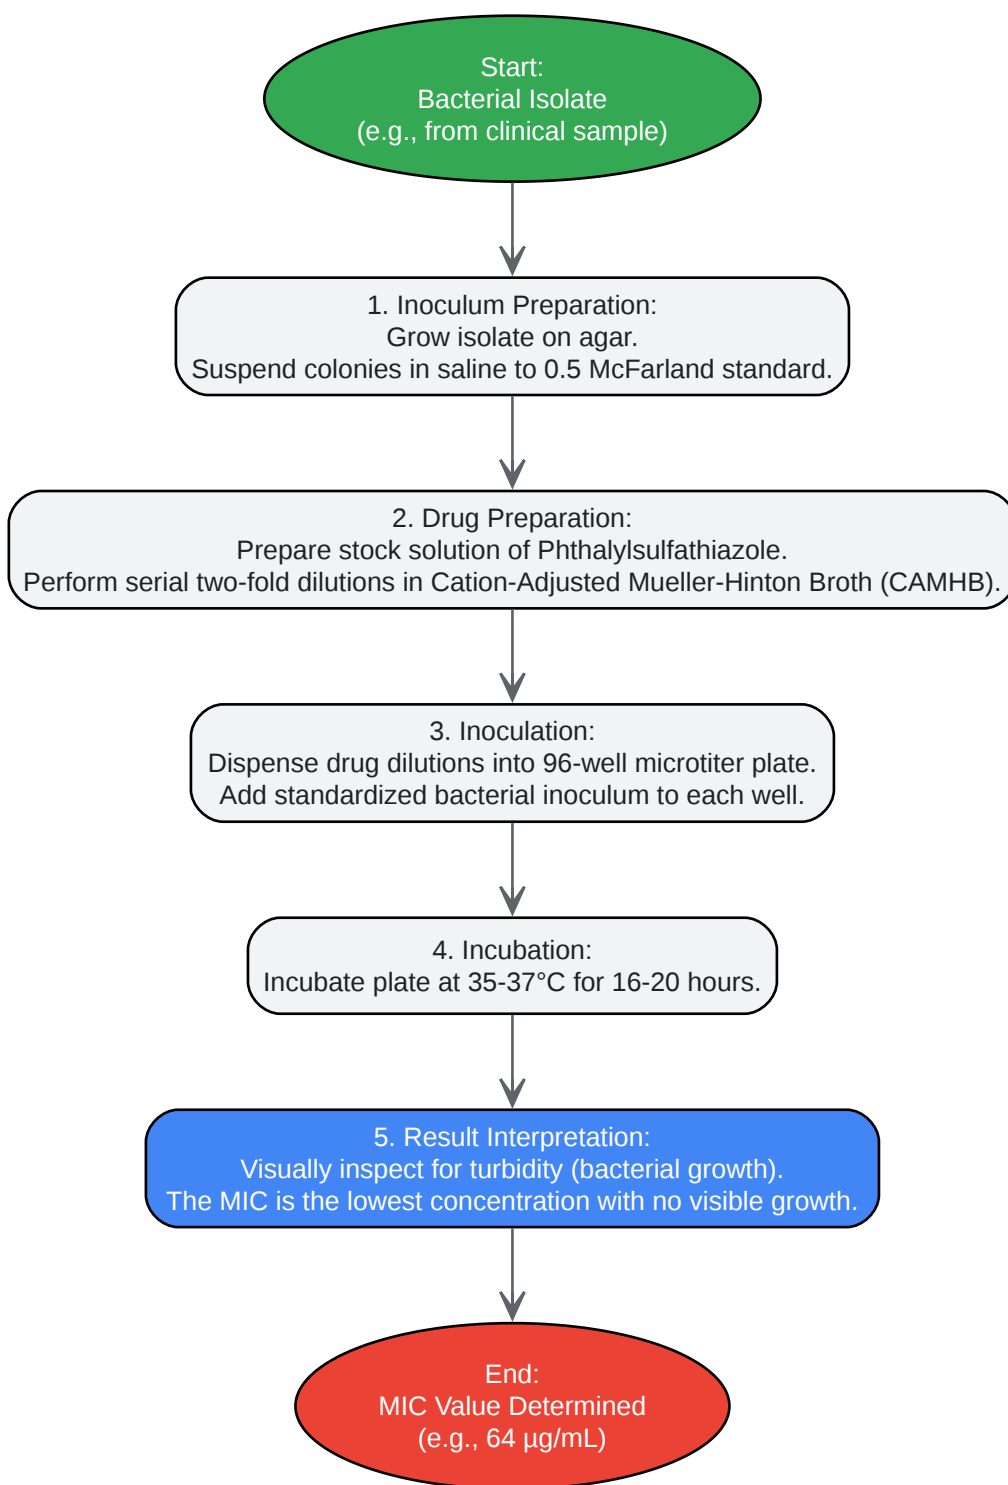 Start:
Bacterial Isolate
(e.g., from clinical sample)
1. Inoculum Preparation:
Grow isolate on agar.
Suspend colonies in saline to 0.5 McFarland standard.
2. Drug Preparation:
Prepare stock solution of Phthalylsulfathiazole.
Perform serial two-fold dilutions in Cation-Adjusted Mueller-Hinton Broth (CAMHB).
3. Inoculation:
Dispense drug dilutions into 96-well microtiter plate.
Add standardized bacterial inoculum to each well.
4. Incubation:
Incubate plate at 35-37°C for 16-20 hours.
5. Result Interpretation:
Visually inspect for turbidity (bacterial growth).
The MIC is the lowest concentration with no visible growth.
End:
MIC Value Determined
(e.g., 64 µg/mL)